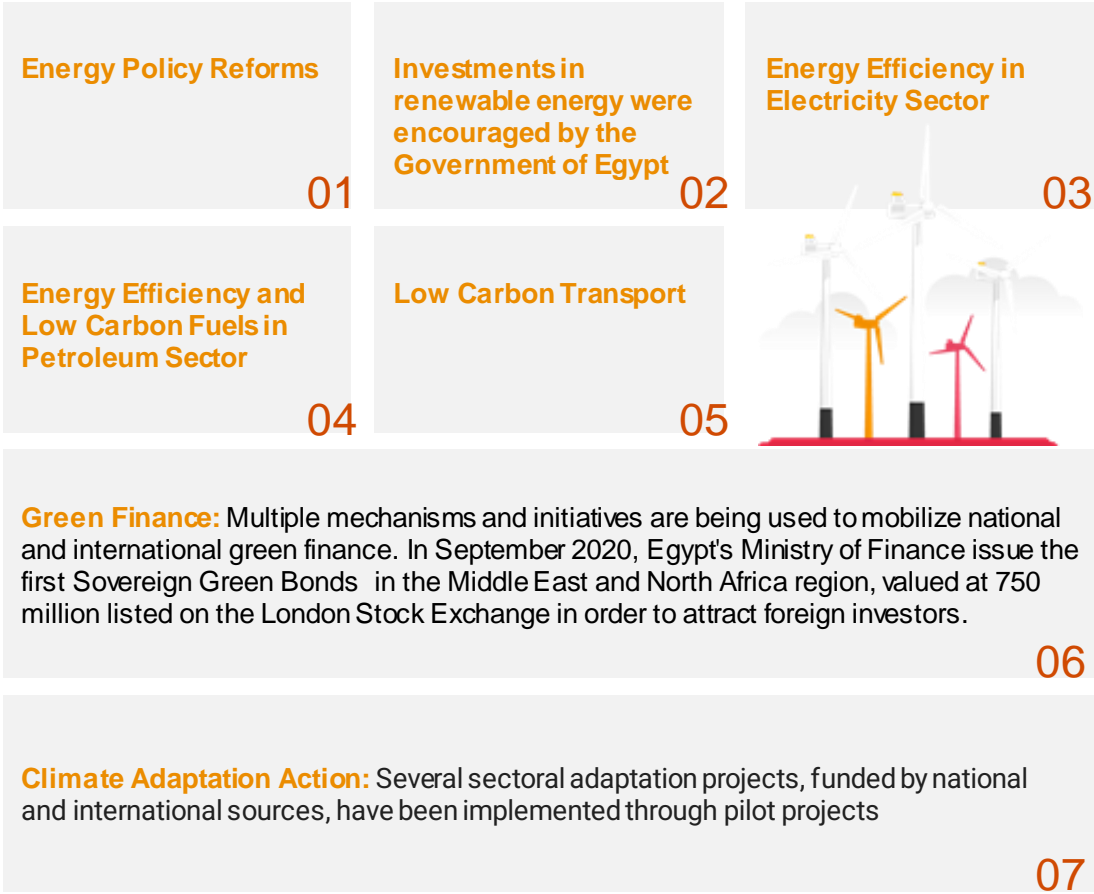 Energy Policy Reforms
01
Investments in
renewable energy were
encouraged by the
Government of Egypt
02
Energy Efficiency in
Electricity Sector
03
Energy Efficiency and
Low Carbon Fuels in
Petroleum Sector
04
Low Carbon Transport
05
Green Finance: Multiple mechanisms and initiatives are being used to mobilize national
and international green finance. In September 2020, Egypt's Ministry of Finance issue the
first Sovereign Green Bonds in the Middle East and North Africa region, valued at 750
million listed on the London Stock Exchange in order to attract foreign investors.
06
Climate Adaptation Action: Several sectoral adaptation projects, funded by national
and international sources, have been implemented through pilot projects
07